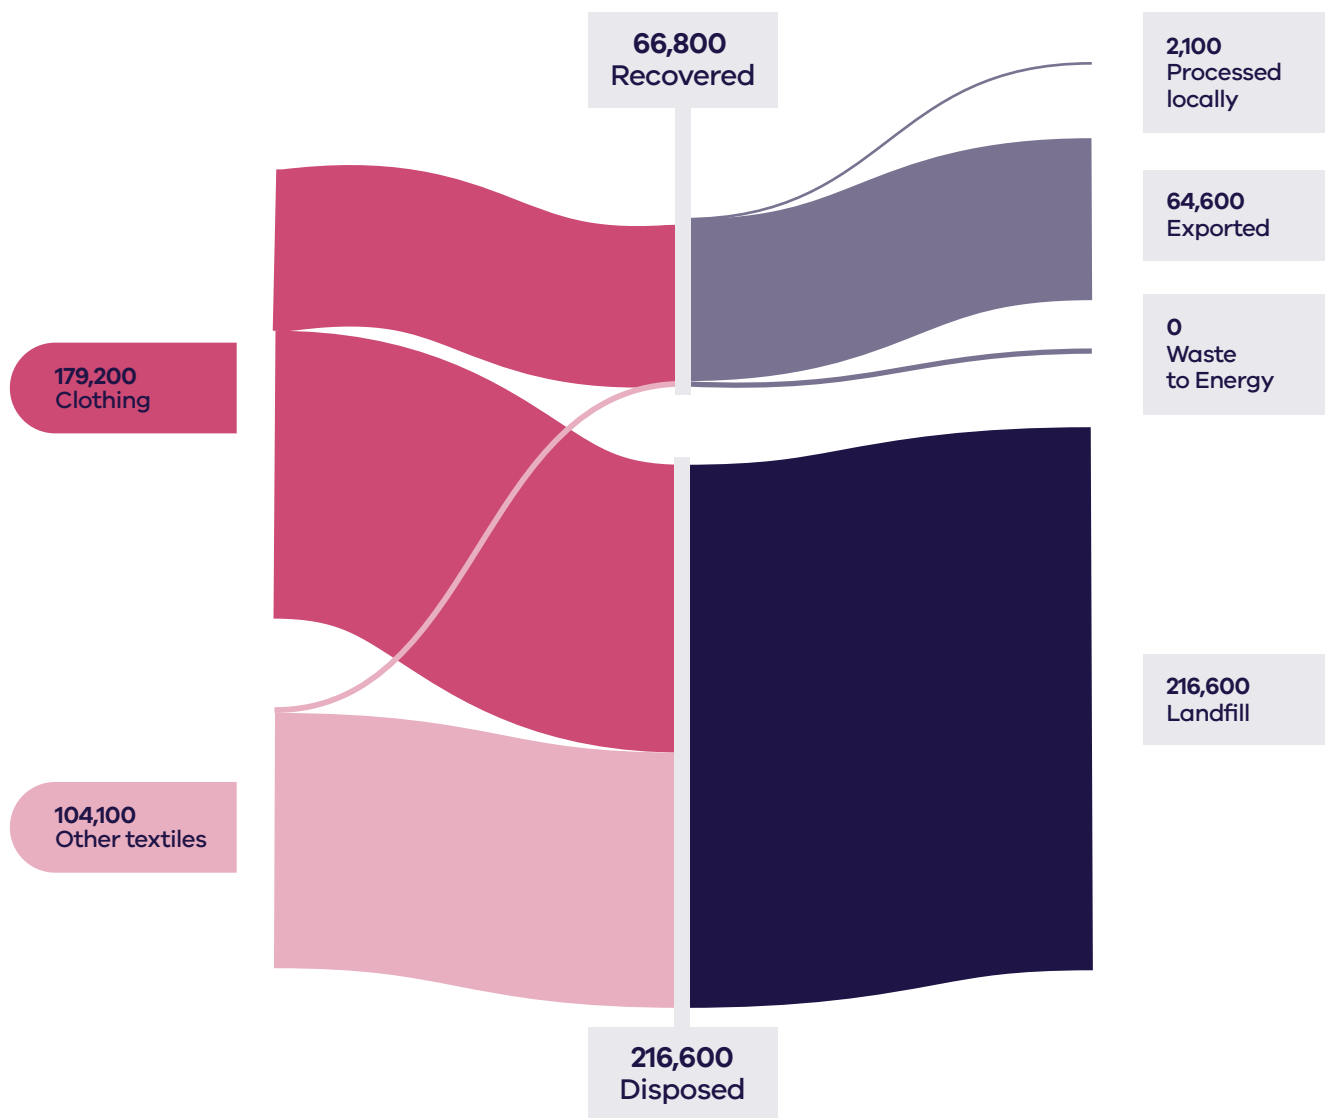 66,800
Recovered
2,100
Processed
locally
64,600
Exported
0
Waste
to Energy
179,200
Clothing
216,600
Landfill
104,100
Other textiles
216,600
Disposed